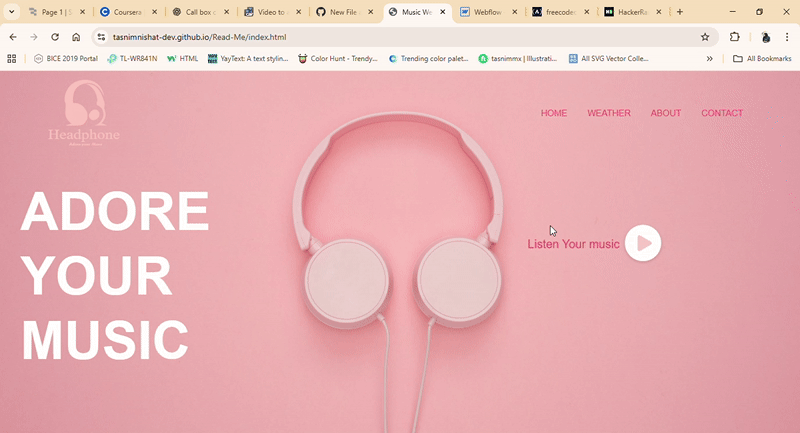 Page 1 | S
Coursera
Call box o
Video to a
New File
Music We
Webflow
freecodec
HackerRa
tasnimnishat-dev.github.io/Read-Me/index.html
BICE 2019 Portal
TL-WR841N
HTML
YayText: A text stylin...
Color Hunt - Trendy...
Trending color palet...
tasnimmx | Illustrati...
All SVG Vector Colle...
All Bookmarks
Headphone
HOME
WEATHER
ABOUT
CONTACT
ADORE
YOUR
MUSIC
Listen Your music